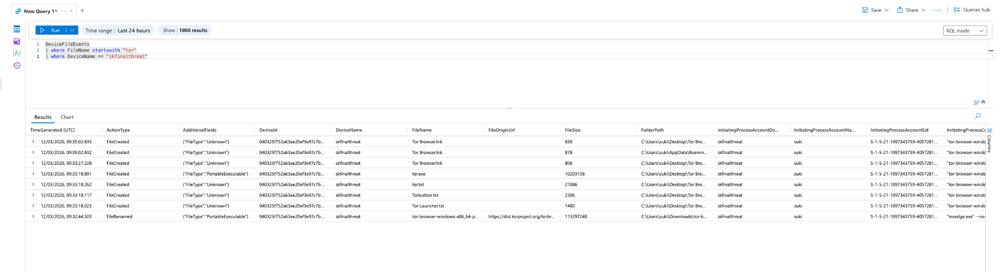 New Query 1* ··· × +
Save Share ··· Queries hub
Run Time range : Last 24 hours Show : 1000 results KQL mode
1 DeviceFileEvents
2 | where FileName startswith "tor"
3 | where DeviceName == "skfinalthreat"
Results Chart
TimeGenerated [UTC] ActionType AdditionalFields DeviceId DeviceName FileName FileOriginUrl FileSize FolderPath InitiatingProcessAccountDo... InitiatingProcessAccountNa... InitiatingProcessAccountSid InitiatingProcessCo
Columns
12/03/2026, 09:35:02.835 FileCreated {"FileType":"Unknown"} 040325f752a63ae20ef3e97c7b... skfinalthreat Tor Browser.lnk 830 C:\Users\suki\Desktop\Tor Bro... skfinalthreat suki S-1-5-21-1097343759-4057281... "tor-browser-windo
12/03/2026, 09:35:02.832 FileCreated {"FileType":"Unknown"} 040325f752a63ae20ef3e97c7b... skfinalthreat Tor Browser.lnk 878 C:\Users\suki\AppData\Roamin... skfinalthreat suki S-1-5-21-1097343759-4057281... "tor-browser-windo
12/03/2026, 09:33:27.228 FileCreated {"FileType":"Unknown"} 040325f752a63ae20ef3e97c7b... skfinalthreat Tor Browser.lnk 806 C:\Users\suki\Desktop\Tor Bro... skfinalthreat suki S-1-5-21-1097343759-4057281... "tor-browser-windo
12/03/2026, 09:33:18.891 FileCreated {"FileType":"PortableExecutable"} 040325f752a63ae20ef3e97c7b... skfinalthreat tor.exe 10203136 C:\Users\suki\Desktop\Tor Bro... skfinalthreat suki S-1-5-21-1097343759-4057281... "tor-browser-windo
12/03/2026, 09:33:18.262 FileCreated {"FileType":"Unknown"} 040325f752a63ae20ef3e97c7b... skfinalthreat tor.txt 21086 C:\Users\suki\Desktop\Tor Bro... skfinalthreat suki S-1-5-21-1097343759-4057281... "tor-browser-windo
12/03/2026, 09:33:18.117 FileCreated {"FileType":"Unknown"} 040325f752a63ae20ef3e97c7b... skfinalthreat Torbutton.txt 2306 C:\Users\suki\Desktop\Tor Bro... skfinalthreat suki S-1-5-21-1097343759-4057281... "tor-browser-windo
12/03/2026, 09:33:18.023 FileCreated {"FileType":"Unknown"} 040325f752a63ae20ef3e97c7b... skfinalthreat Tor-Launcher.txt 1480 C:\Users\suki\Desktop\Tor Bro... skfinalthreat suki S-1-5-21-1097343759-4057281... "tor-browser-windo
12/03/2026, 09:32:44.503 FileRenamed {"FileType":"PortableExecutable"} 040325f752a63ae20ef3e97c7b... skfinalthreat tor-browser-windows-x86_64-p... https://dist.torproject.org/torbr... 113297248 C:\Users\suki\Downloads\tor-b... skfinalthreat suki S-1-5-21-1097343759-4057281... "msedge.exe" --no-